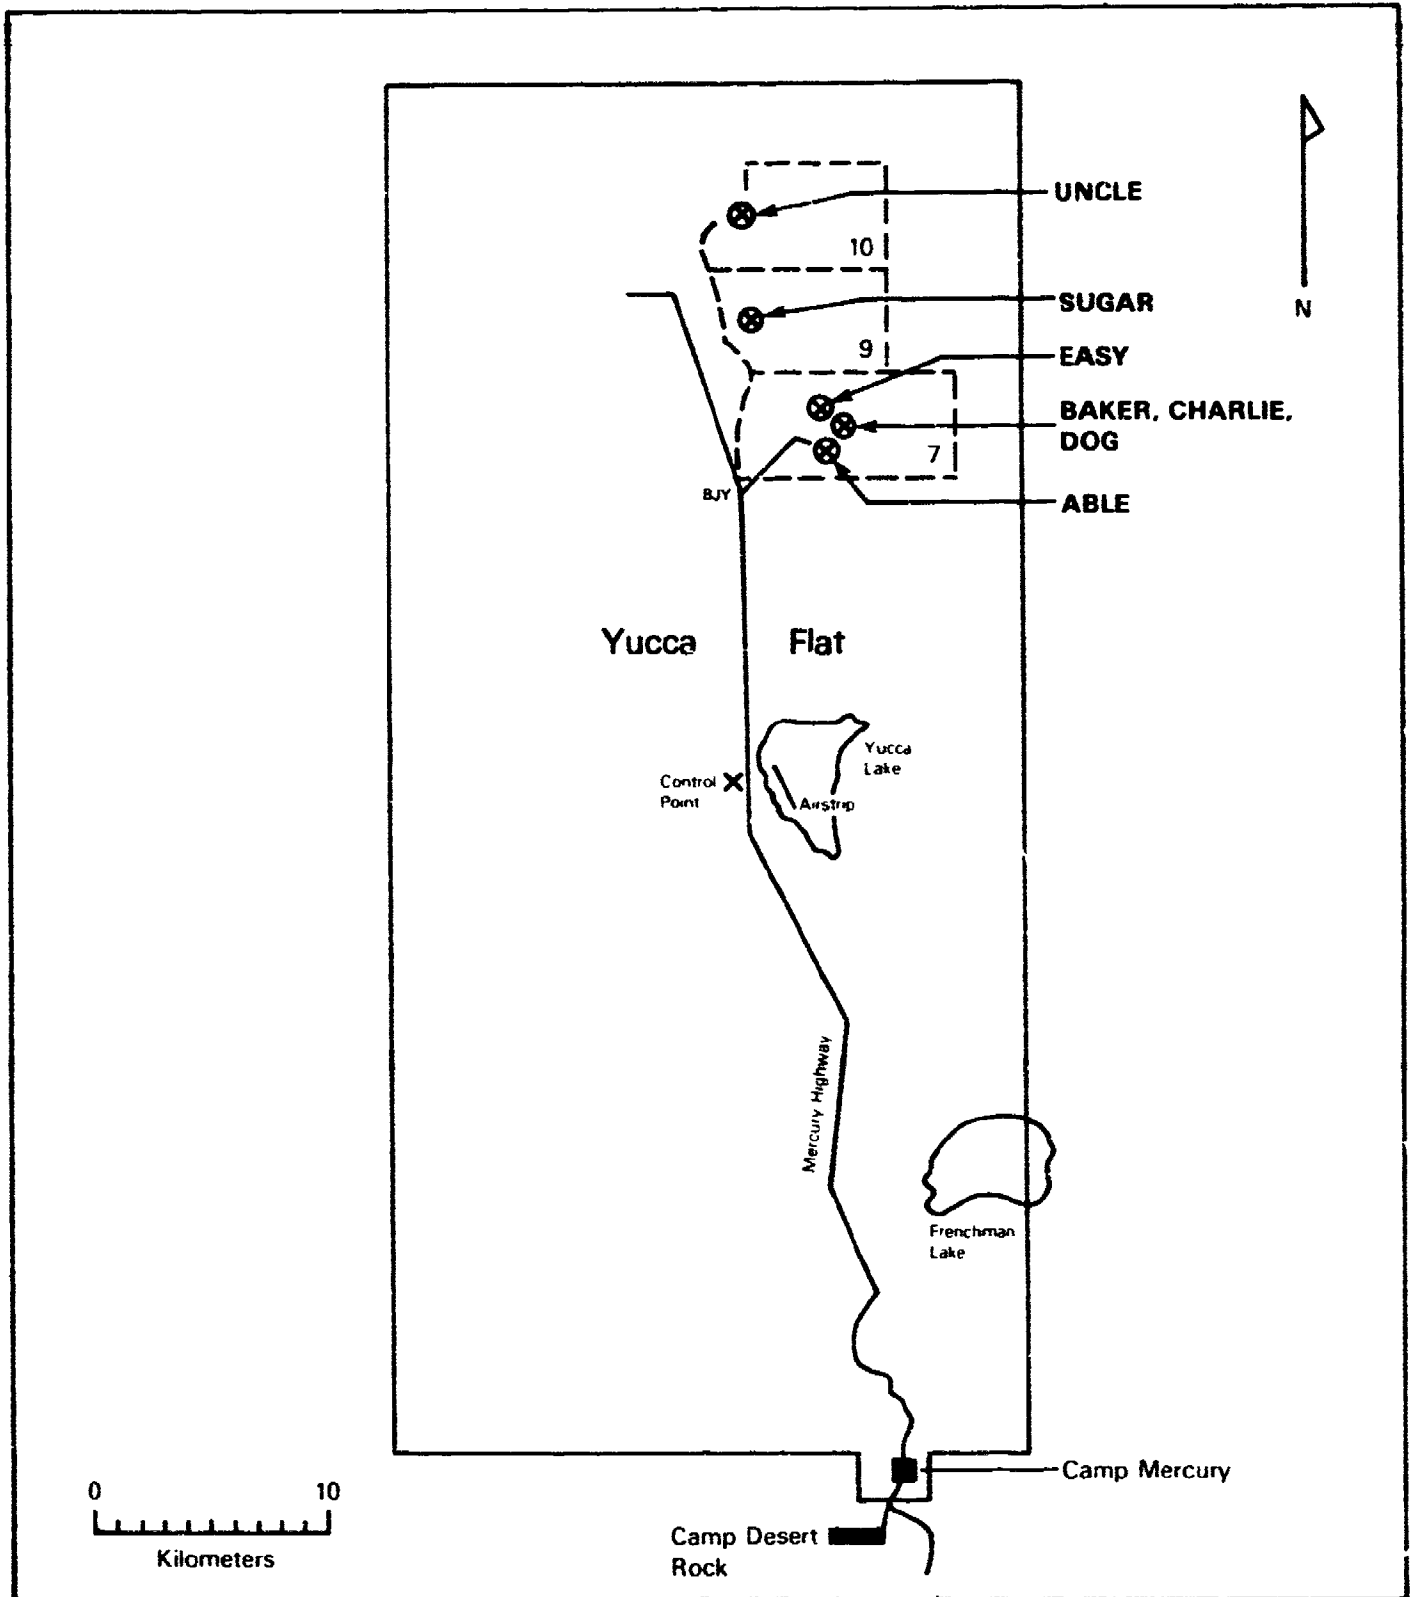 UNCLE
10
SUGAR
N
9
EASY
BAKER, CHARLIE,
DOG
7
BJY
ABLE
Yucca Flat
Yucca
Lake
Control
Point
Airstrip
Mercury Highway
Frenchman
Lake
Camp Mercury
0 10
Kilometers
Camp Desert
Rock